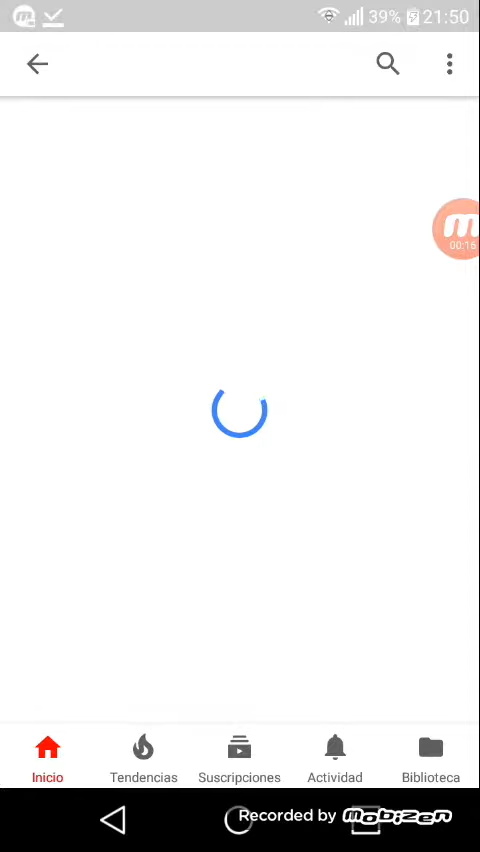 39% 21:50
00:16
Inicio Tendencias Suscripciones Actividad Biblioteca
Recorded by mobizen